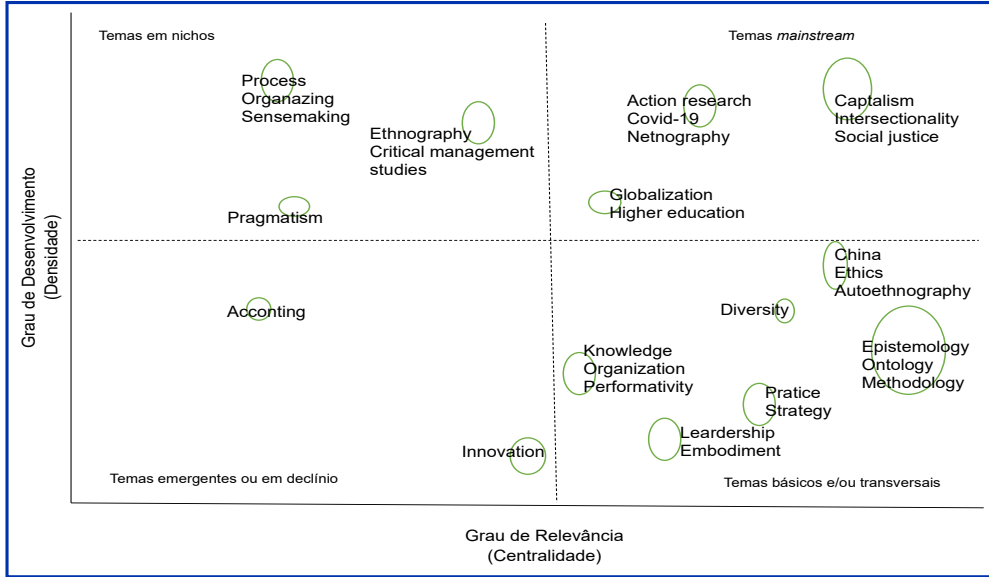 Temas em nichos
Temas mainstream
Process
Organazing
Sensemaking
Ethnography
Critical management
studies
Action research
Covid-19
Netnography
Captalism
Intersectionality
Social justice
Pragmatism
Globalization
Higher education
Grau de Desenvolvimento
(Densidade)
China
Ethics
Autoethnography
Acconting
Diversity
Knowledge
Organization
Performativity
Epistemology
Ontology
Methodology
Pratice
Strategy
Leardership
Embodiment
Innovation
Temas emergentes ou em declínio
Temas básicos e/ou transversais
Grau de Relevância
(Centralidade)